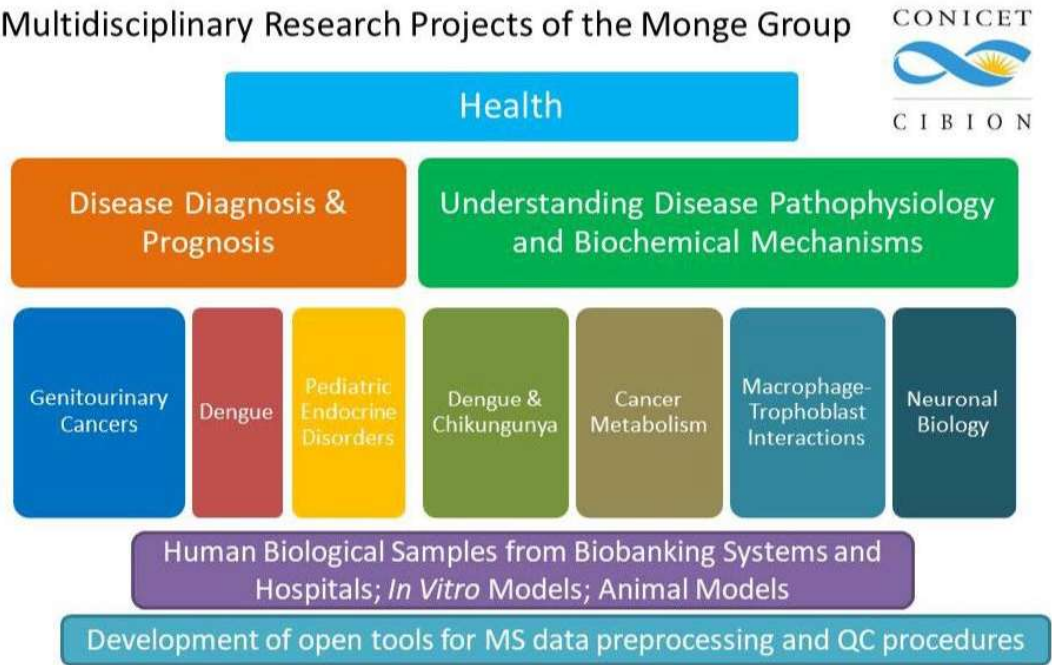 Multidisciplinary Research Projects of the Monge Group
CONICET
CIBION
Health
Disease Diagnosis &
Prognosis
Understanding Disease Pathophysiology
and Biochemical Mechanisms
Genitourinary
Cancers
Dengue
Pediatric
Endocrine
Disorders
Dengue &
Chikungunya
Cancer
Metabolism
Macrophage-
Trophoblast
Interactions
Neuronal
Biology
Human Biological Samples from Biobanking Systems and
Hospitals; In Vitro Models; Animal Models
Development of open tools for MS data preprocessing and QC procedures